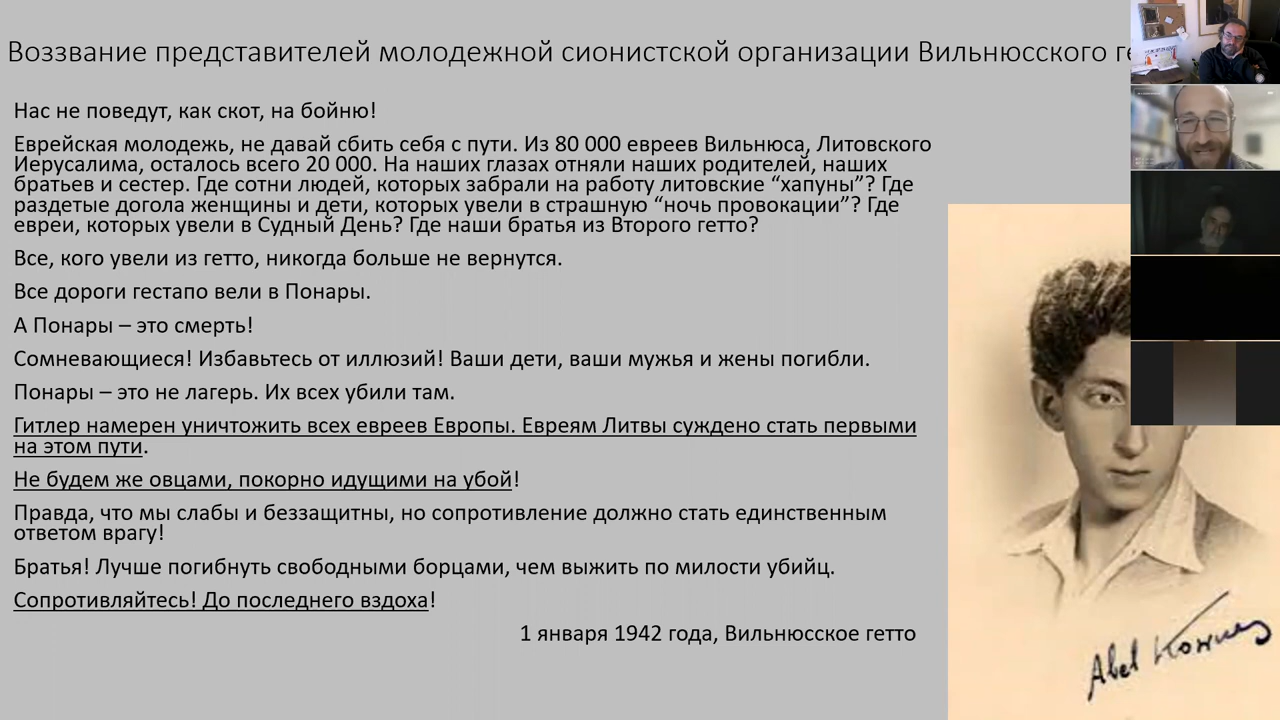 Воззвание представителей молодежной сионистской организации Вильнюсского ге
Нас не поведут, как скот, на бойню!
Еврейская молодежь, не давай сбить себя с пути. Из 80 000 евреев Вильнюса, Литовского
Иерусалима, осталось всего 20 000. На наших глазах отняли наших родителей, наших
братьев и сестер. Где сотни людей, которых забрали на работу литовские “хапуны”? Где
раздетые догола женщины и дети, которых увели в страшную “ночь провокации”? Где
евреи, которых увели в Судный День? Где наши братья из Второго гетто?
Все, кого увели из гетто, никогда больше не вернутся.
Все дороги гестапо вели в Понары.
А Понары – это смерть!
Сомневающиеся! Избавьтесь от иллюзий! Ваши дети, ваши мужья и жены погибли.
Понары – это не лагерь. Их всех убили там.
Гитлер намерен уничтожить всех евреев Европы. Евреям Литвы суждено стать первыми
на этом пути.
Не будем же овцами, покорно идущими на убой!
Правда, что мы слабы и беззащитны, но сопротивление должно стать единственным
ответом врагу!
Братья! Лучше погибнуть свободными борцами, чем выжить по милости убийц.
Сопротивляйтесь! До последнего вздоха!
1 января 1942 года, Вильнюсское гетто
Abel